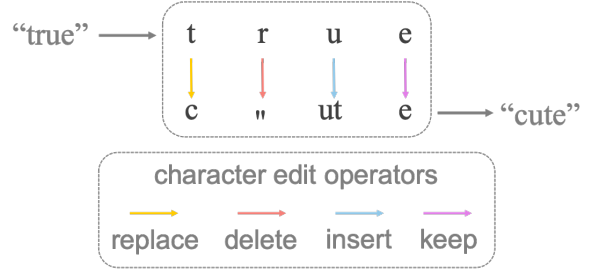 “true” t r u e
c " ut e “cute”
character edit operators
replace delete insert keep